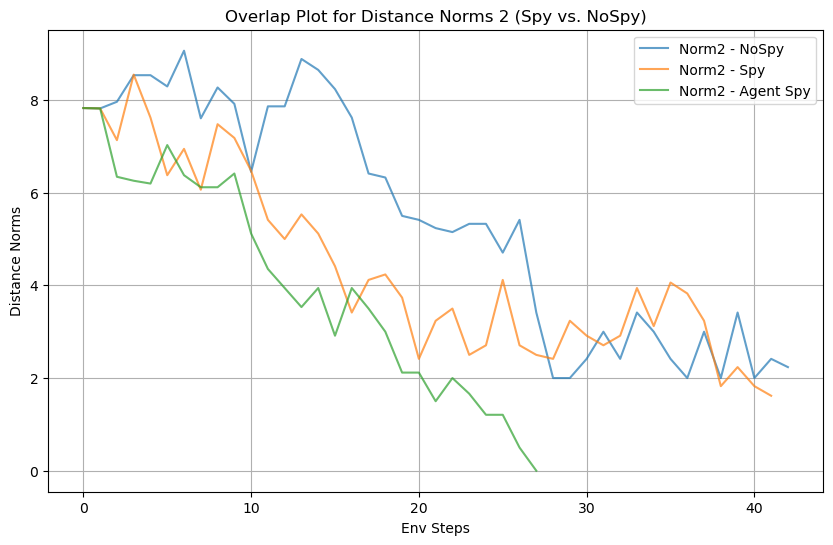 Overlap Plot for Distance Norms 2 (Spy vs. NoSpy)
Norm2 - NoSpy
Norm2 - Spy
Norm2 - Agent Spy
Distance Norms
8
6
4
2
0
0 10 20 30 40
Env Steps